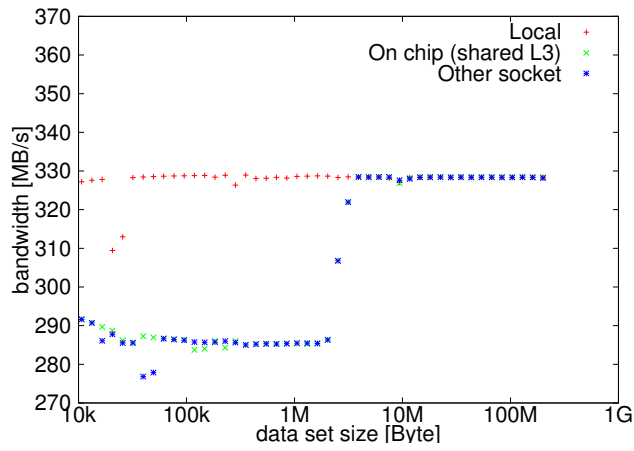 370
360
350
340
330
320
310
300
290
280
270
bandwidth [MB/s]
Local
On chip (shared L3)
Other socket
10k 100k 1M 10M 100M 1G
data set size [Byte]